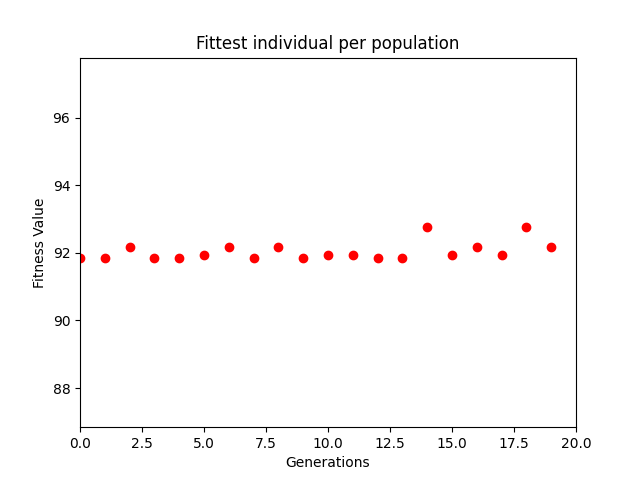 Fittest individual per population
96
94
92
90
88
Fitness Value
0.0 2.5 5.0 7.5 10.0 12.5 15.0 17.5 20.0
Generations